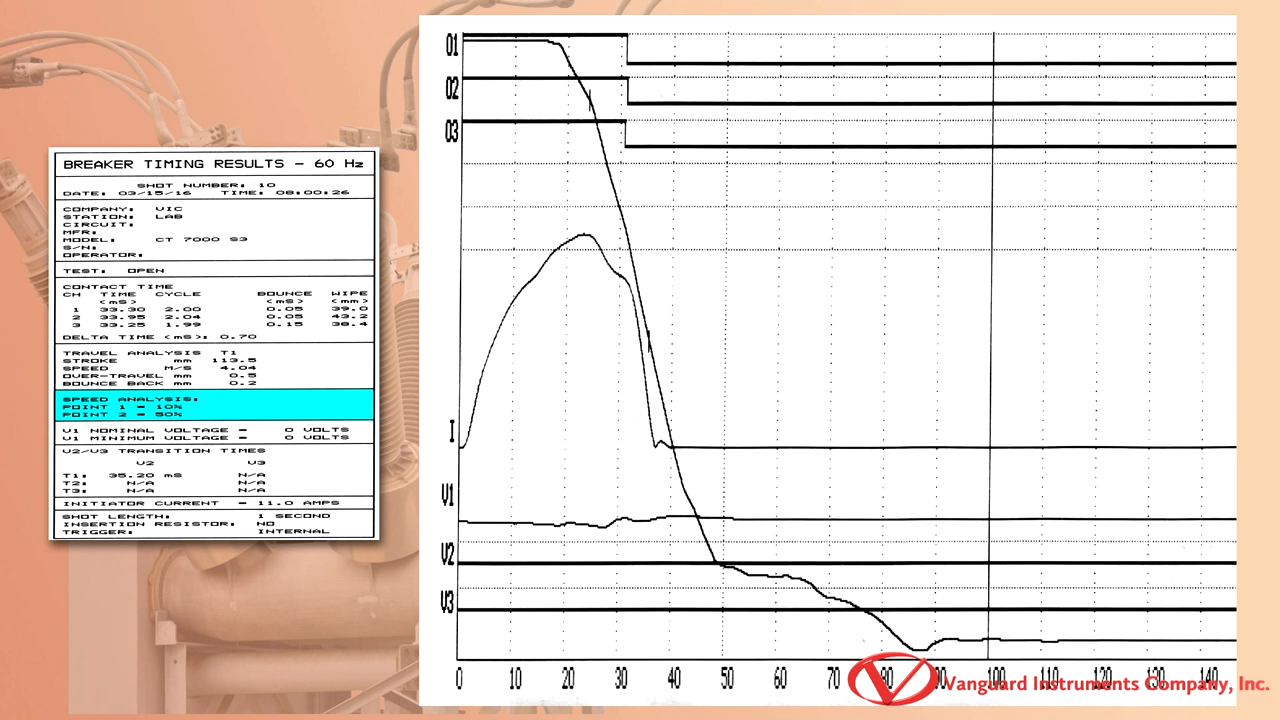 BREAKER TIMING RESULTS - 60 Hz
SHOT NUMBER: 10
DATE: 03/15/16 TIME: 08:00:26
COMPANY: VIC
STATION: LAB
CIRCUIT:
MFR:
MODEL: CT 7000 S3
S/N:
OPERATOR:
TEST: OPEN
CONTACT TIME
CH TIME CYCLE BOUNCE WIPE
(mS) (mS) (mm)
1 33.30 2.00 0.05 39.0
2 33.95 2.04 0.05 43.2
3 33.25 1.99 0.15 38.4
DELTA TIME (mS): 0.70
TRAVEL ANALYSIS T1
STROKE mm 113.5
SPEED M/S 4.04
OVER-TRAVEL mm 0.5
BOUNCE BACK mm 0.2
SPEED ANALYSIS:
POINT 1 = 10%
POINT 2 = 50%
V1 NOMINAL VOLTAGE = 0 VOLTS
V1 MINIMUM VOLTAGE = 0 VOLTS
V2/V3 TRANSITION TIMES
V2 V3
T1: 35.20 mS N/A
T2: N/A N/A
T3: N/A N/A
INITIATOR CURRENT = 11.0 AMPS
SHOT LENGTH: 1 SECOND
INSERTION RESISTOR: NO
TRIGGER: INTERNAL
O1
O2
O3
I
V1
V2
V3
0 10 20 30 40 50 60 70 80 90 100 110 120 130 140
Vanguard Instruments Company, Inc.